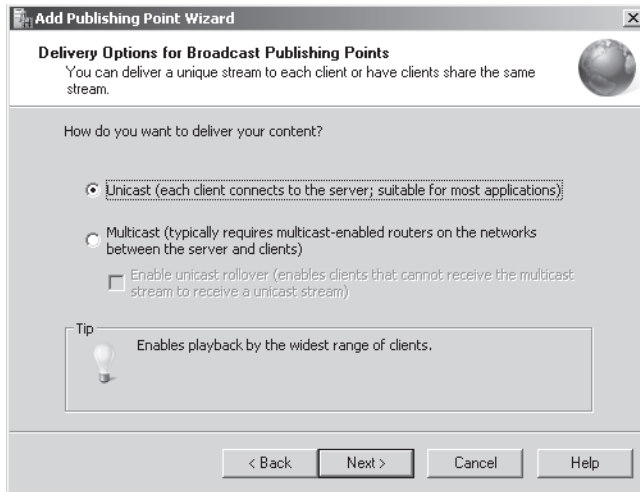 Add Publishing Point Wizard
Delivery Options for Broadcast Publishing Points
You can deliver a unique stream to each client or have clients share the same
stream.
How do you want to deliver your content?
Unicast (each client connects to the server; suitable for most applications)
Multicast (typically requires multicast-enabled routers on the networks
between the server and clients)
Enable unicast rollover (enables clients that cannot receive the multicast
stream to receive a unicast stream)
Tip
Enables playback by the widest range of clients.
< Back Next > Cancel Help